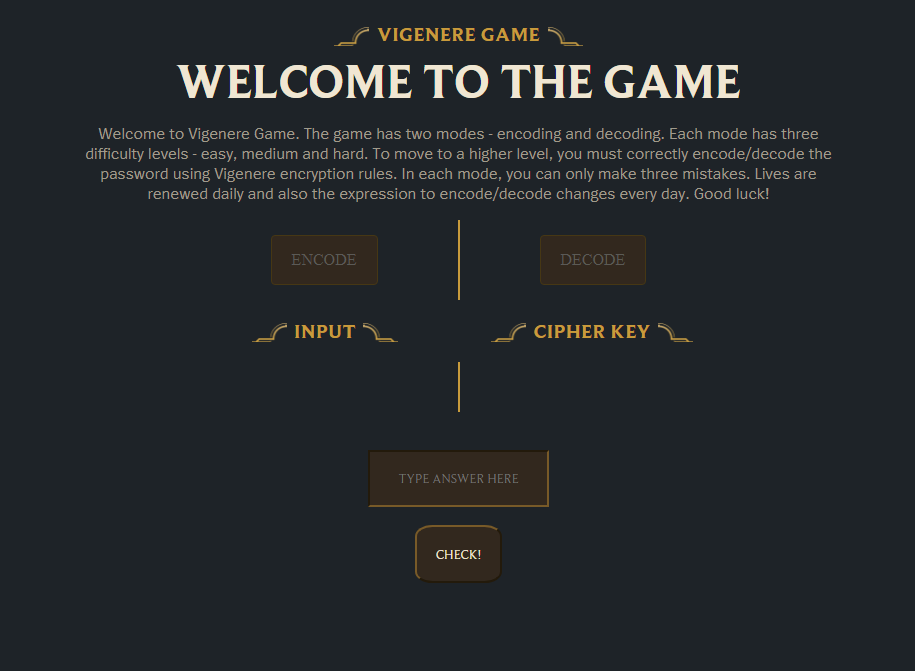 VIGENERE GAME
WELCOME TO THE GAME
Welcome to Vigenere Game. The game has two modes - encoding and decoding. Each mode has three
difficulty levels - easy, medium and hard. To move to a higher level, you must correctly encode/decode the
password using Vigenere encryption rules. In each mode, you can only make three mistakes. Lives are
renewed daily and also the expression to encode/decode changes every day. Good luck!
ENCODE
DECODE
INPUT
CIPHER KEY
TYPE ANSWER HERE
CHECK!